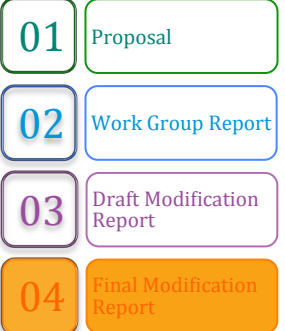 01 Proposal
02 Work Group Report
03 Draft Modification
Report
04 Final Modification
Report